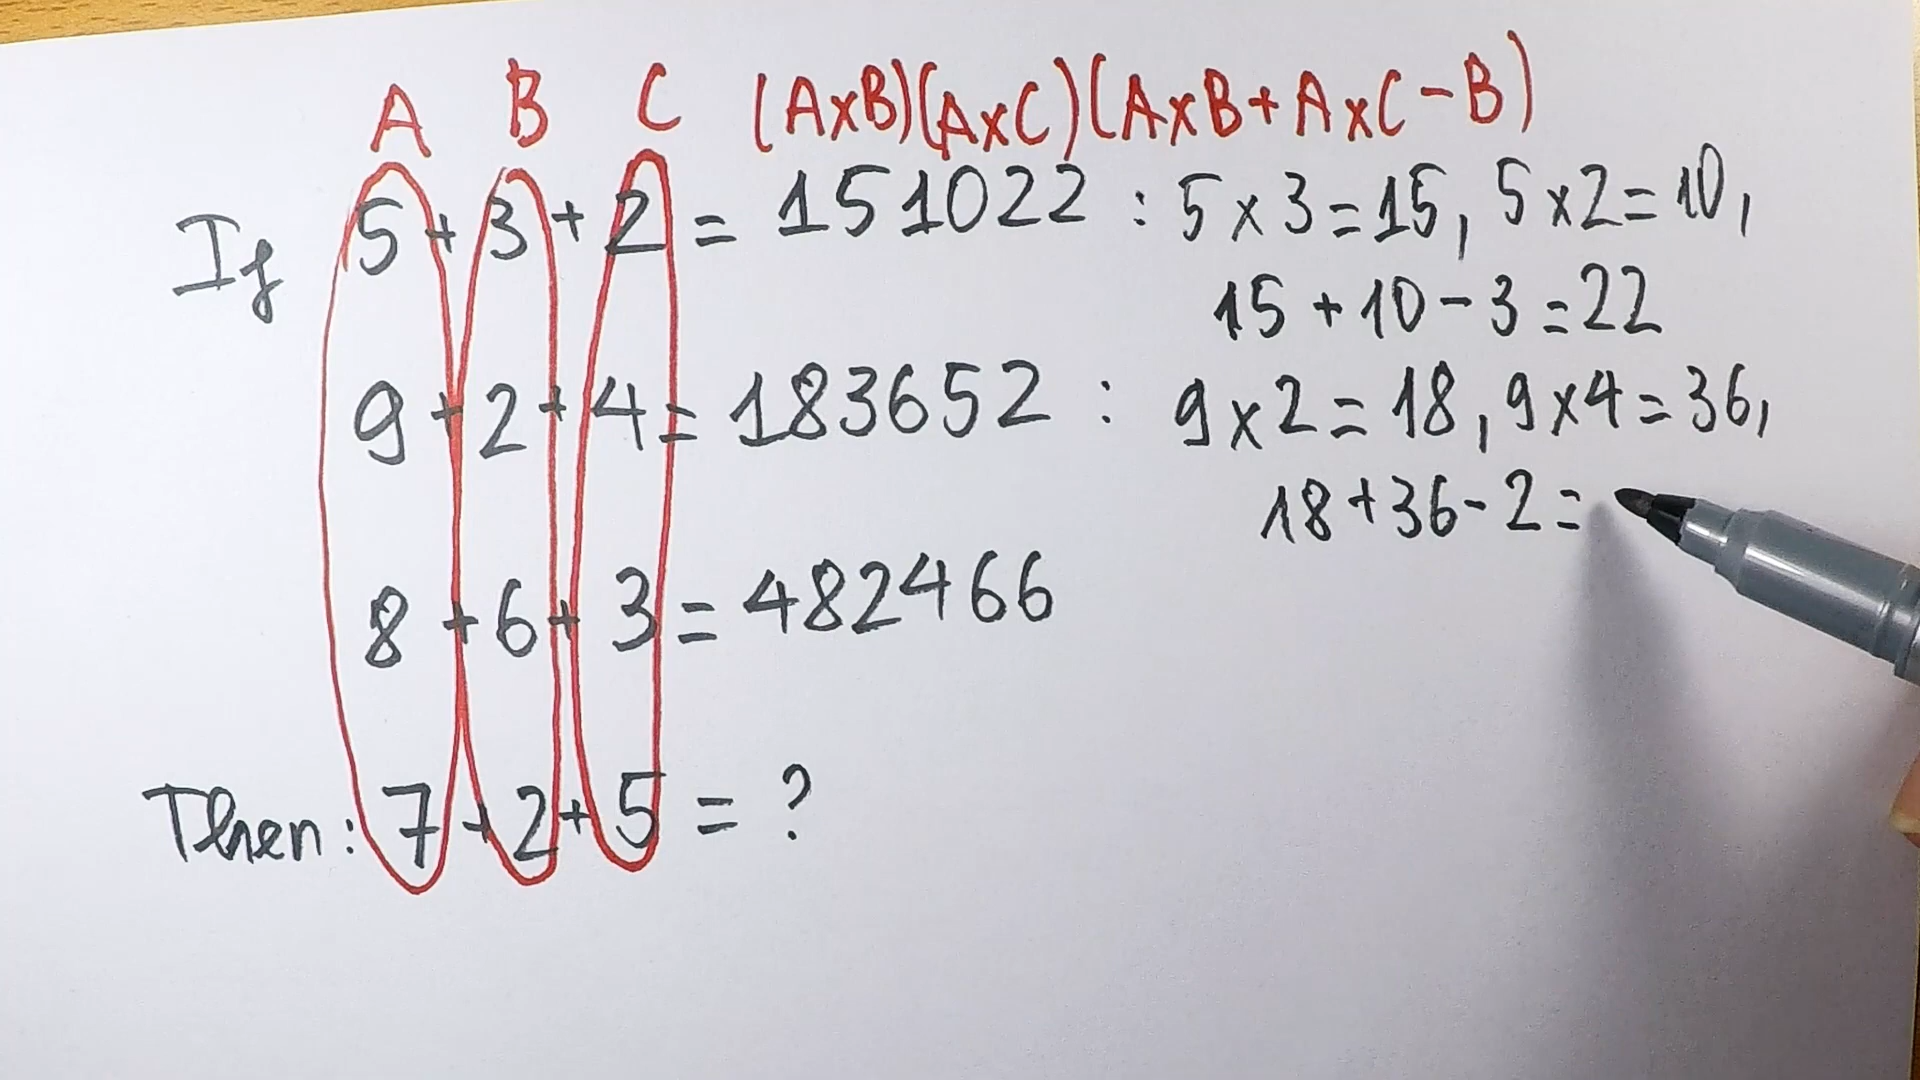 A B C (A×B)(A×C)(A×B+A×C-B)
If 5 + 3 + 2 = 151022 : 5×3=15, 5×2=10,
15+10-3=22
9 + 2 + 4 = 183652 : 9×2=18, 9×4=36,
18+36-2=
8 + 6 + 3 = 482466
Then: 7 + 2 + 5 = ?